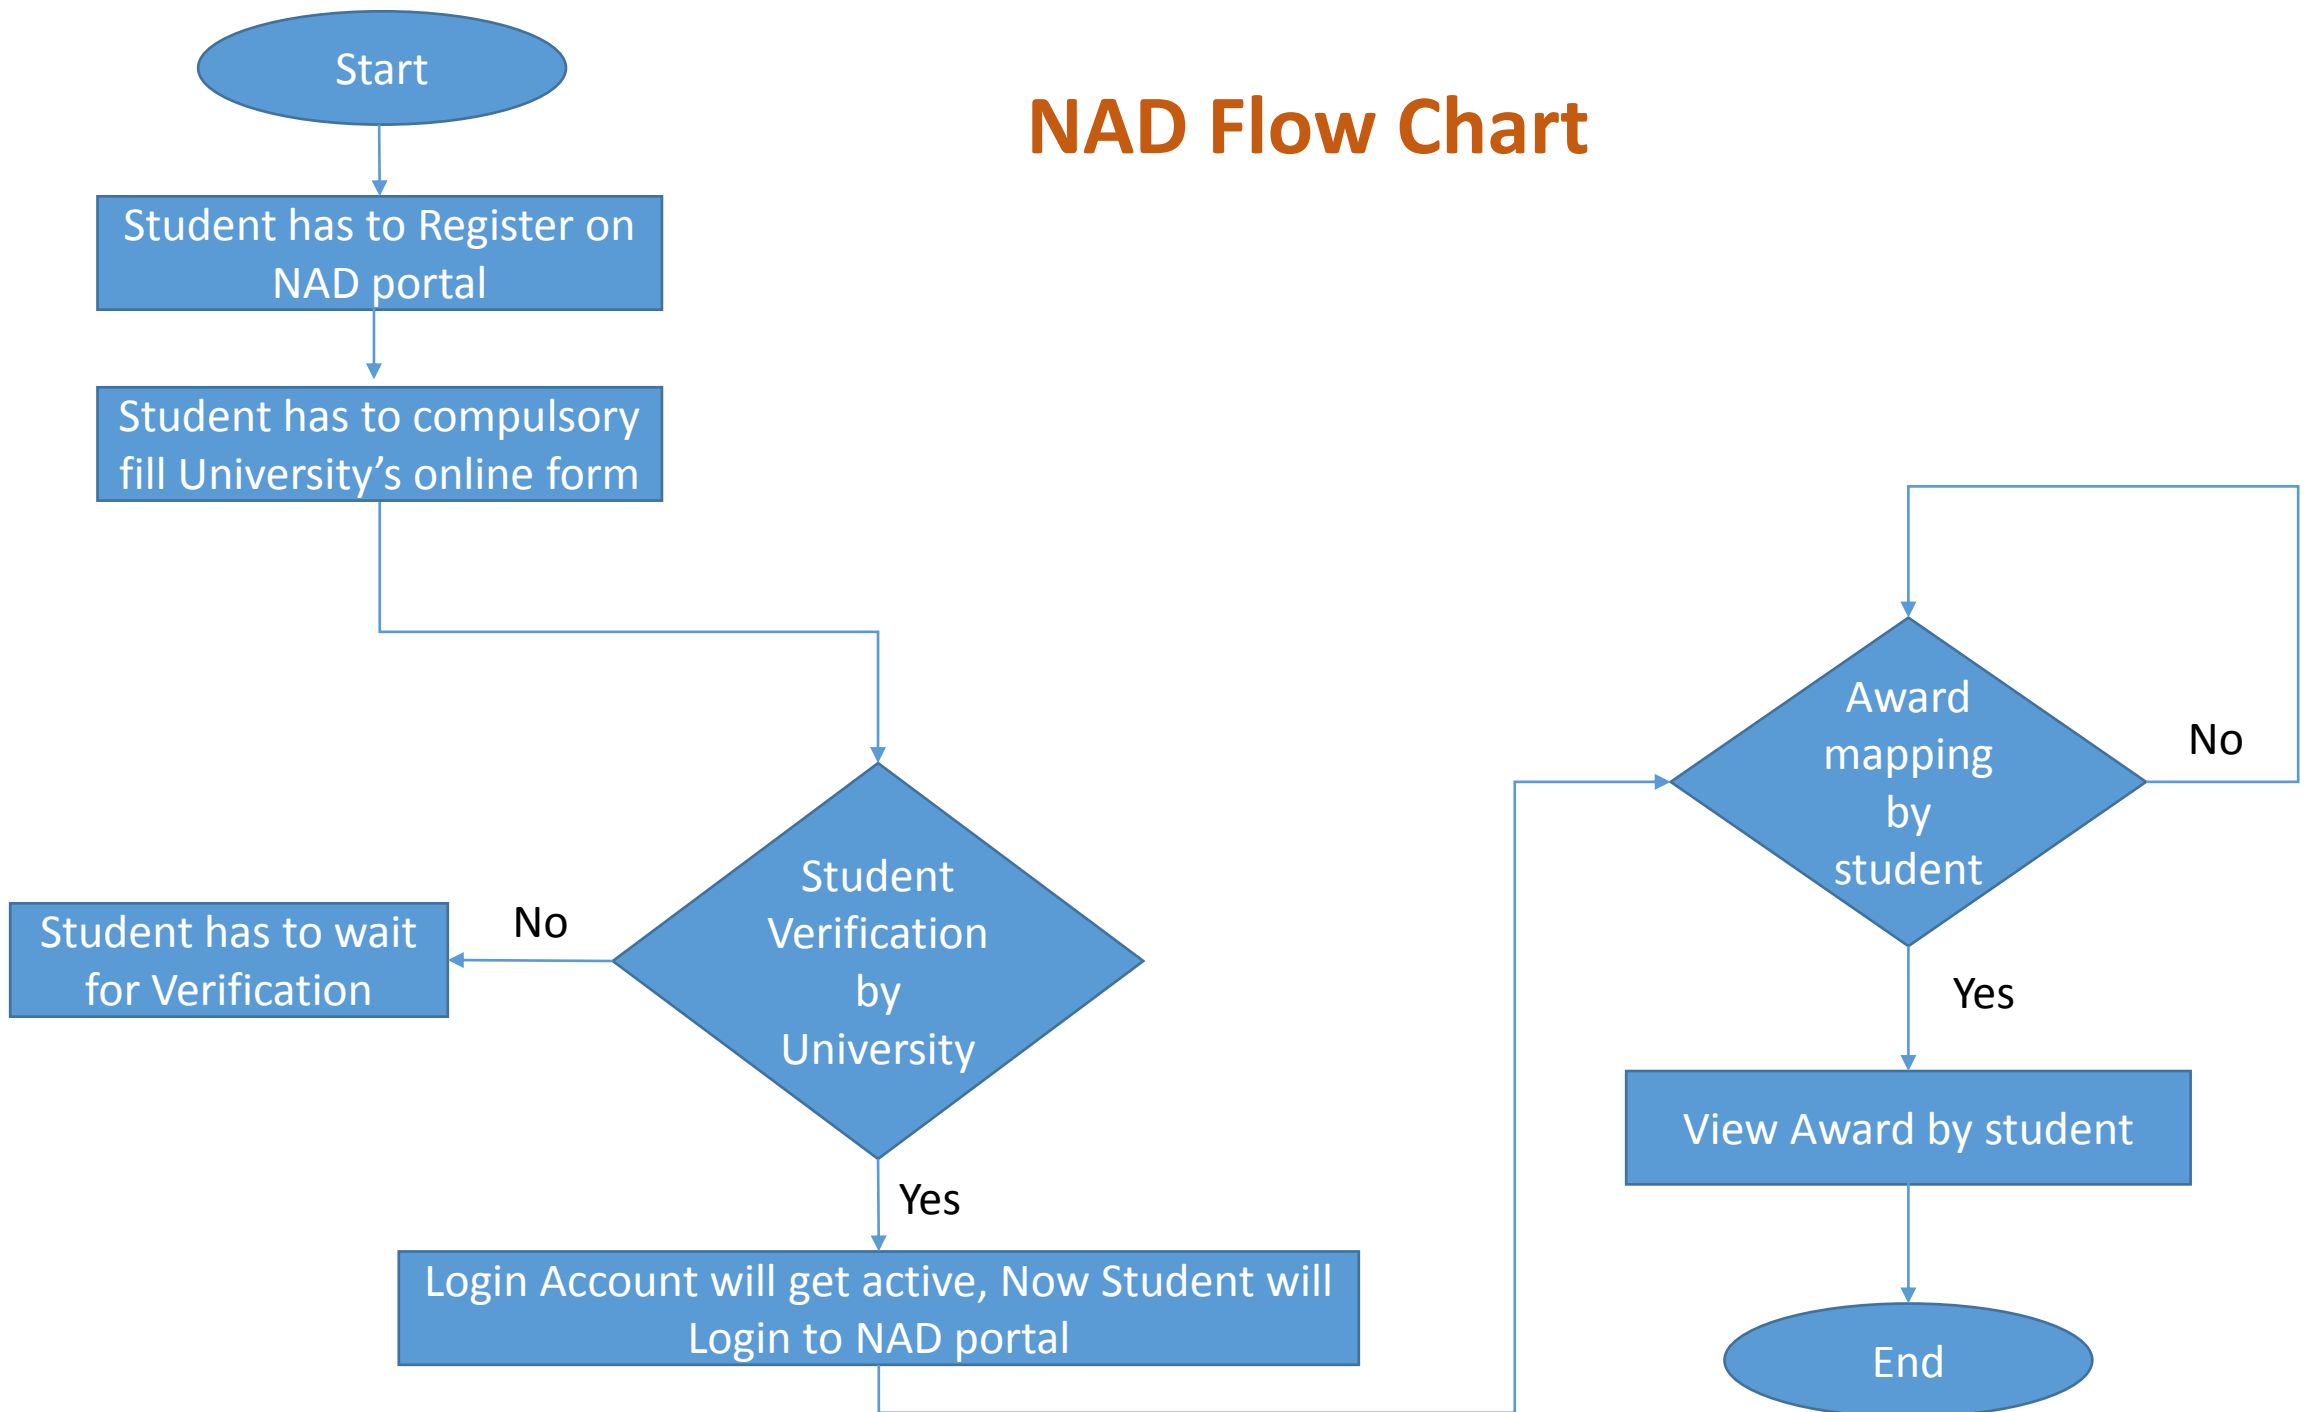 Start
NAD Flow Chart
Student has to Register on
NAD portal
Student has to compulsory
fill University’s online form
Student
Verification
by
University
No
Student has to wait
for Verification
Yes
Login Account will get active, Now Student will
Login to NAD portal
Award
mapping
by
student
No
Yes
View Award by student
End